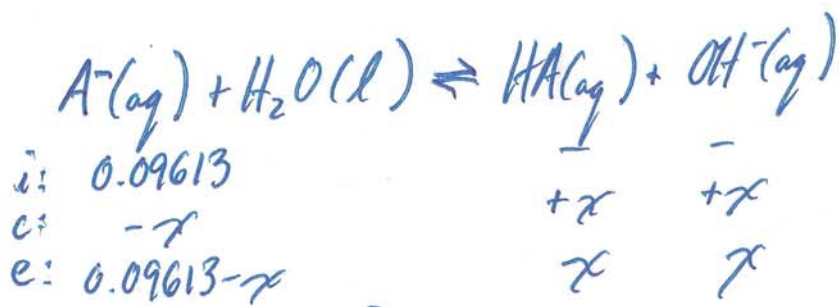 A⁻(aq) + H₂O(l) ⇌ HA(aq) + OH⁻(aq)
i: 0.09613 - -
c: -x +x +x
e: 0.09613-x x x